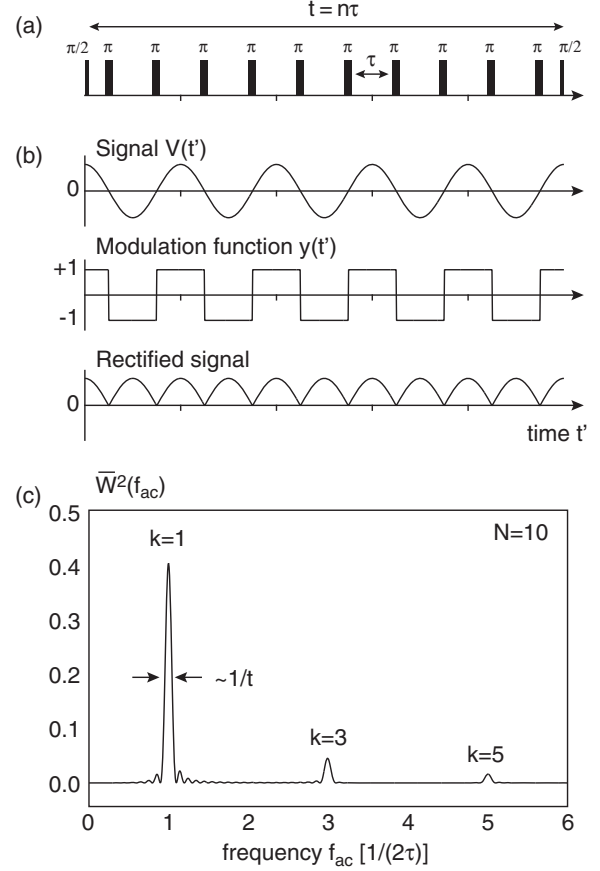 (a)
t = nτ
π/2 π π π π π π π π π π π/2
τ
(b)
Signal V(t')
0
Modulation function y(t')
+1
-1
Rectified signal
0
time t'
(c)
W̅²(f_ac)
0.5
N=10
k=1
0.4
0.3
0.2
~1/t
0.1
k=3
k=5
0.0
0 1 2 3 4 5 6
frequency f_ac [1/(2τ)]